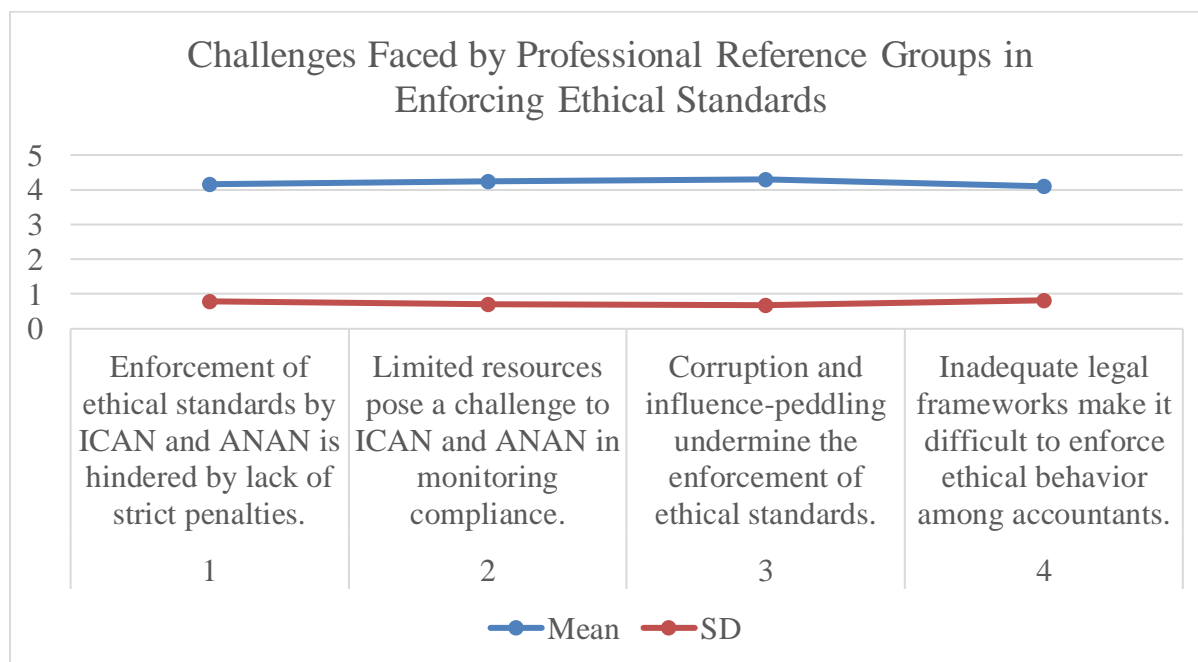 Challenges Faced by Professional Reference Groups in
Enforcing Ethical Standards
5
4
3
2
1
0
Enforcement of
ethical standards by
ICAN and ANAN is
hindered by lack of
strict penalties.
Limited resources
pose a challenge to
ICAN and ANAN in
monitoring
compliance.
Corruption and
influence-peddling
undermine the
enforcement of
ethical standards.
Inadequate legal
frameworks make it
difficult to enforce
ethical behavior
among accountants.
1
2
3
4
Mean
SD